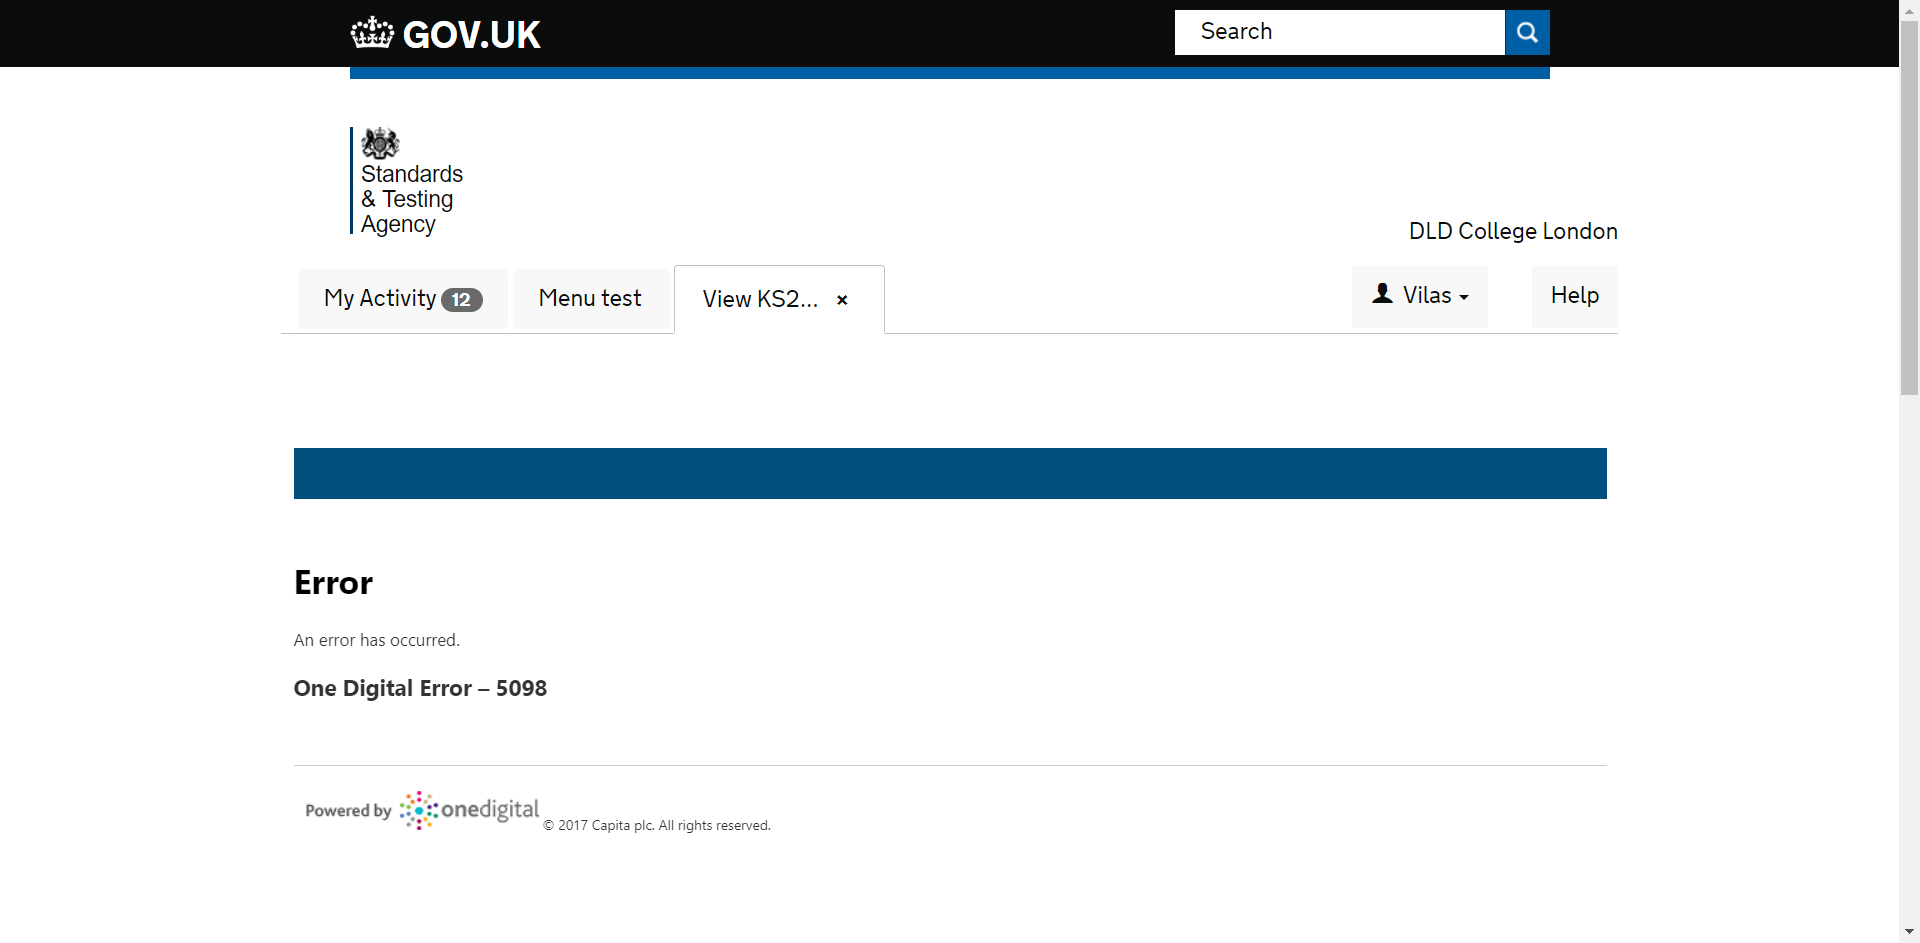 GOV.UK
Search
Standards
& Testing
Agency
DLD College London
My Activity 12
Menu test
View KS2... ×
Vilas
Help
Error
An error has occurred.
One Digital Error – 5098
Powered by onedigital © 2017 Capita plc. All rights reserved.